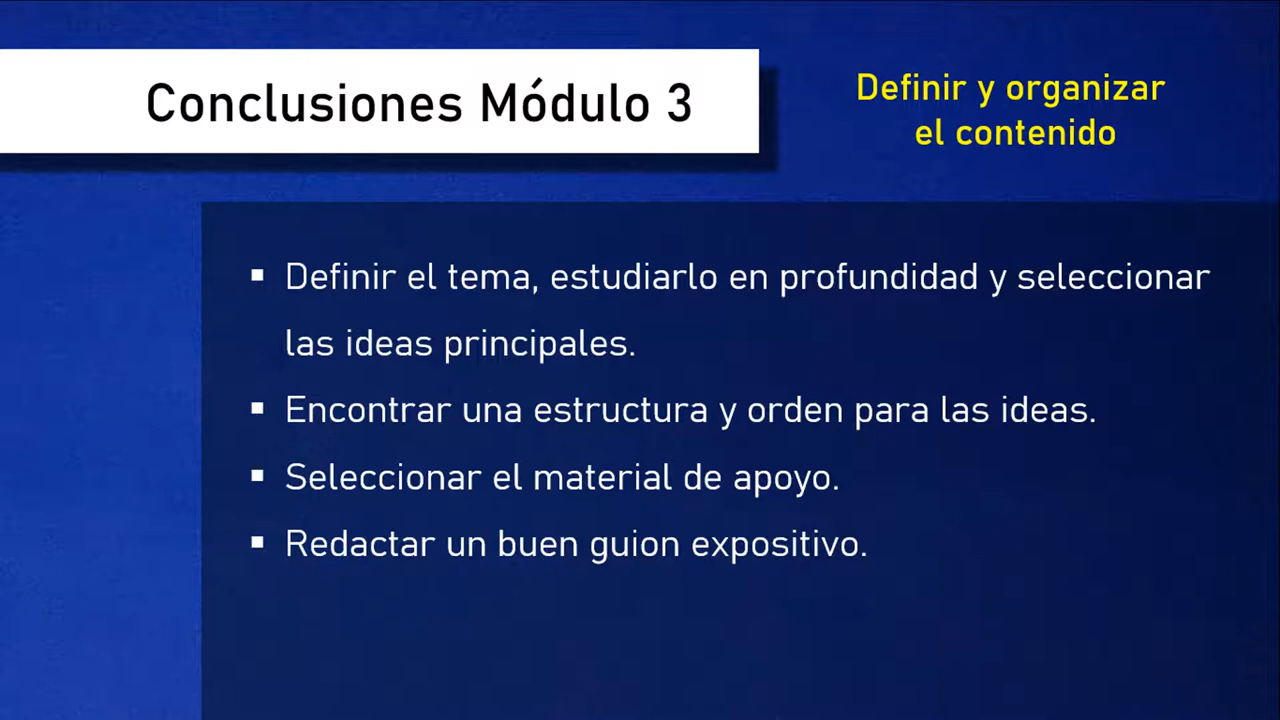 Conclusiones Módulo 3
Definir y organizar
el contenido
▪ Definir el tema, estudiarlo en profundidad y seleccionar
las ideas principales.
▪ Encontrar una estructura y orden para las ideas.
▪ Seleccionar el material de apoyo.
▪ Redactar un buen guion expositivo.